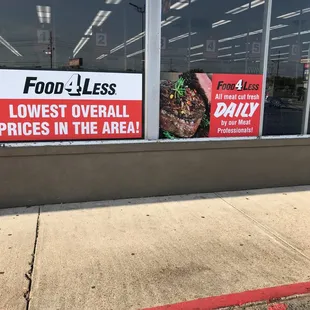 FOOD4LESS
LOWEST OVERALL
PRICES IN THE AREA!
FOOD4LESS
All meat cut fresh
DAILY
by our Meat
Professionals!